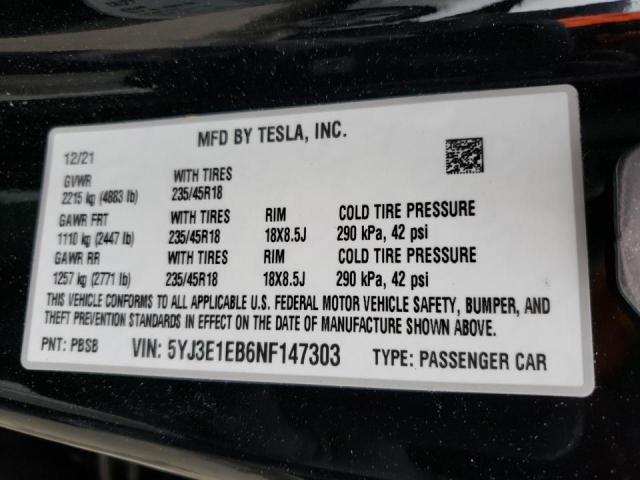 MFD BY TESLA, INC.
12/21
GVWR WITH TIRES
2215 kg (4883 lb) 235/45R18
GAWR FRT WITH TIRES RIM COLD TIRE PRESSURE
1110 kg (2447 lb) 235/45R18 18X8.5J 290 kPa, 42 psi
GAWR RR WITH TIRES RIM COLD TIRE PRESSURE
1257 kg (2771 lb) 235/45R18 18X8.5J 290 kPa, 42 psi
THIS VEHICLE CONFORMS TO ALL APPLICABLE U.S. FEDERAL MOTOR VEHICLE SAFETY, BUMPER, AND
THEFT PREVENTION STANDARDS IN EFFECT ON THE DATE OF MANUFACTURE SHOWN ABOVE.
PNT: PBSB VIN: 5YJ3E1EB6NF147303 TYPE: PASSENGER CAR